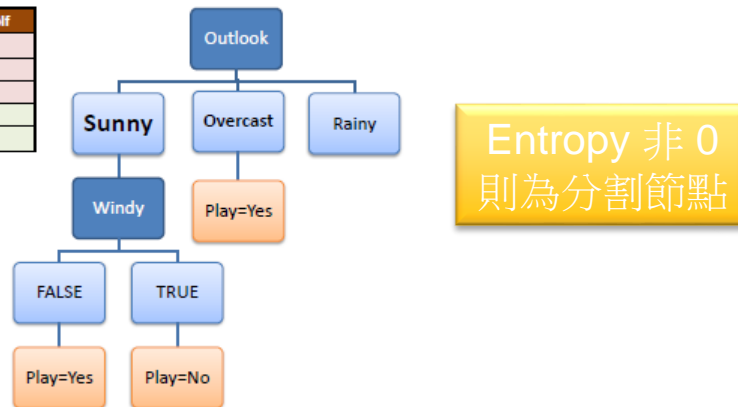 Outlook
Sunny
Overcast
Rainy
Windy
Play=Yes
FALSE
TRUE
Play=Yes
Play=No
Entropy 非 0
則為分割節點